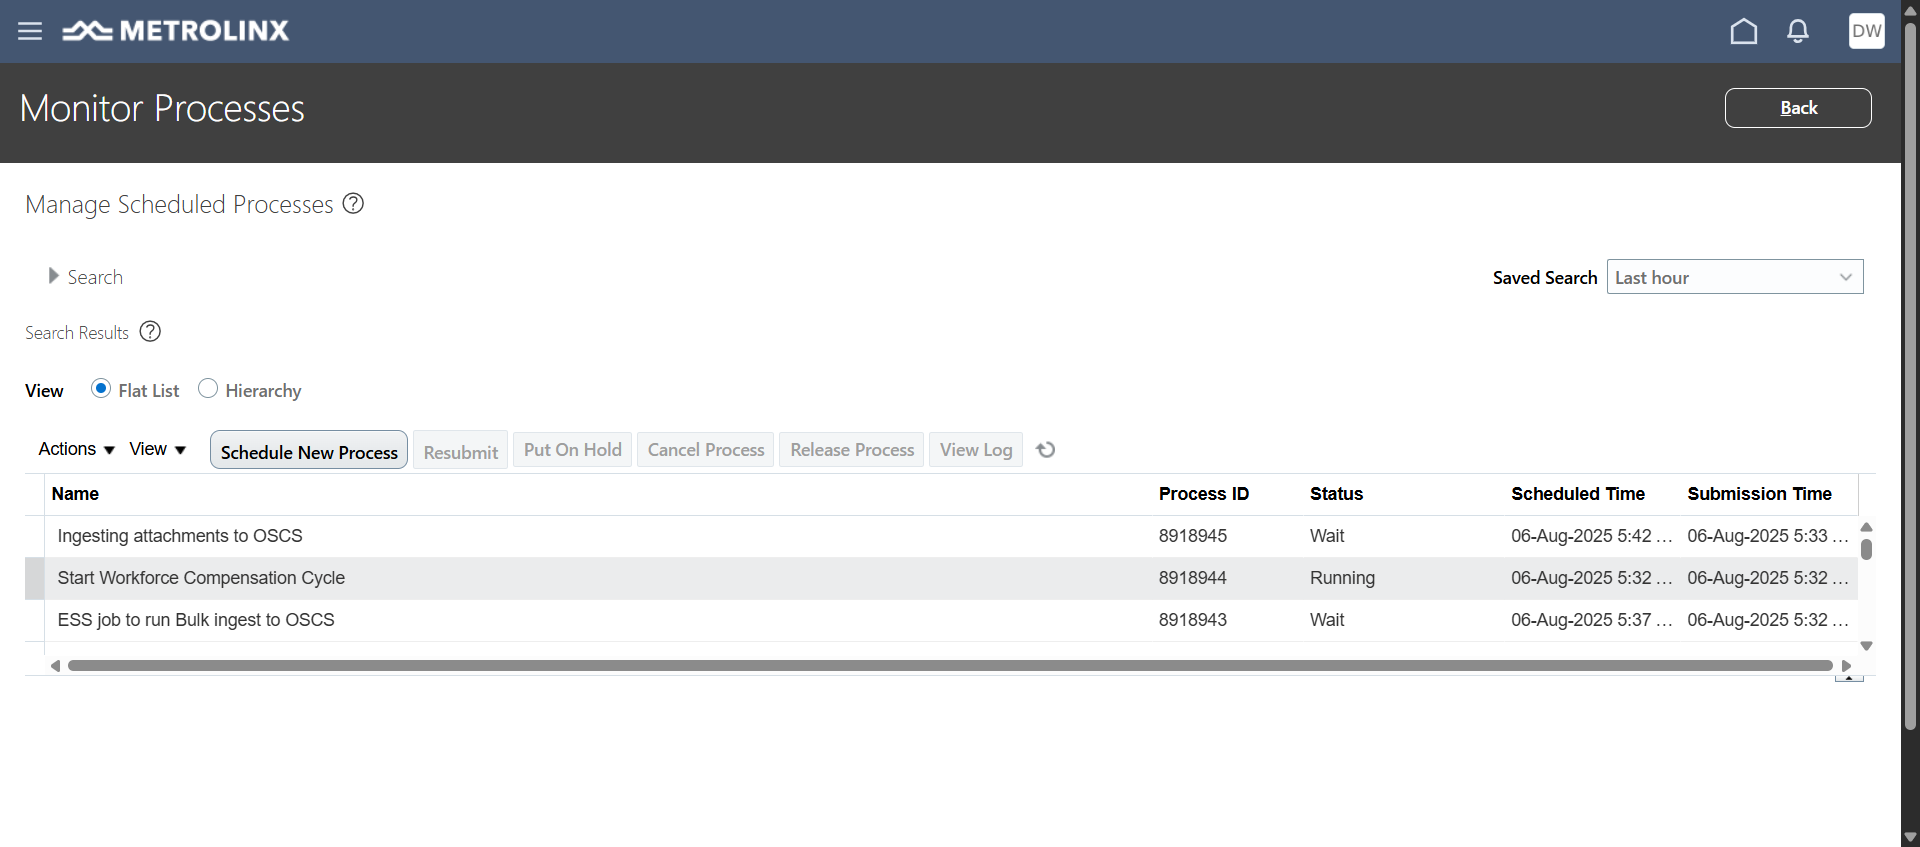 METROLINX
DW
Monitor Processes
Back
Manage Scheduled Processes ?
Search
Saved Search Last hour
Search Results ?
View Flat List Hierarchy
Actions View Schedule New Process Resubmit Put On Hold Cancel Process Release Process View Log
Name Process ID Status Scheduled Time Submission Time
Ingesting attachments to OSCS 8918945 Wait 06-Aug-2025 5:42 ... 06-Aug-2025 5:33 ...
Start Workforce Compensation Cycle 8918944 Running 06-Aug-2025 5:32 ... 06-Aug-2025 5:32 ...
ESS job to run Bulk ingest to OSCS 8918943 Wait 06-Aug-2025 5:37 ... 06-Aug-2025 5:32 ...